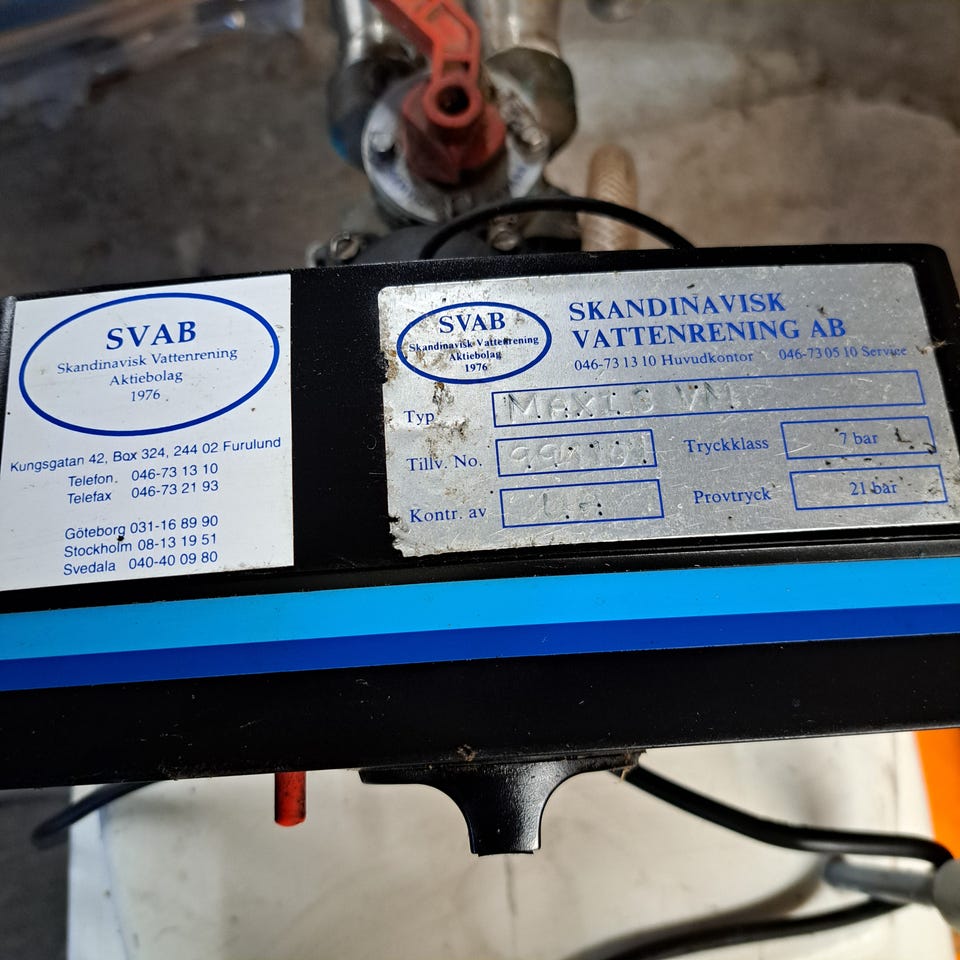 SVAB
Skandinavisk Vattenrening
Aktiebolag
1976
Kungsgatan 42, Box 324, 244 02 Furulund
Telefon. 046-73 13 10
Telefax 046-73 21 93
Göteborg 031-16 89 90
Stockholm 08-13 19 51
Svedala 040-40 09 80
SVAB
Skandinavisk Vattenrening
Aktiebolag
1976
SKANDINAVISK
VATTENRENING AB
046-73 13 10 Huvudkontor 046-73 05 10 Service
Typ
Tillv. No.
Kontr. av
Tryckklass 7 bar
Provtryck 21 bar